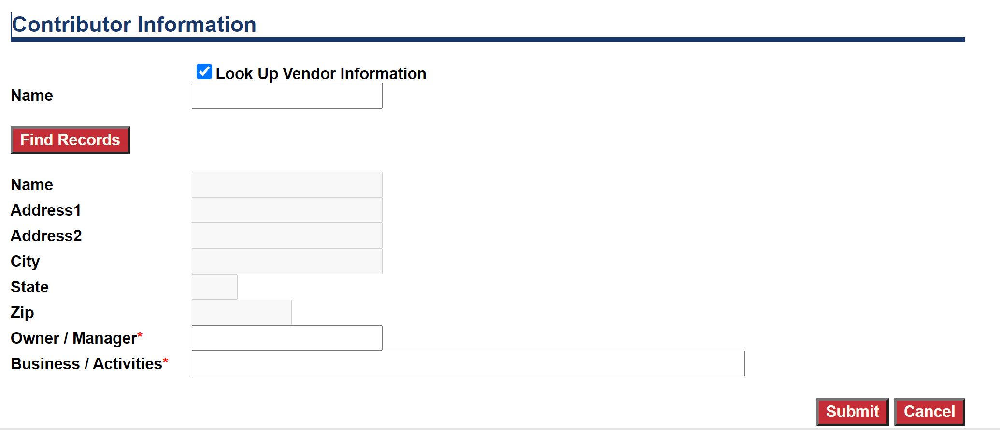 Contributor Information
Look Up Vendor Information
Name
Find Records
Name
Address1
Address2
City
State
Zip
Owner / Manager*
Business / Activities*
Submit Cancel